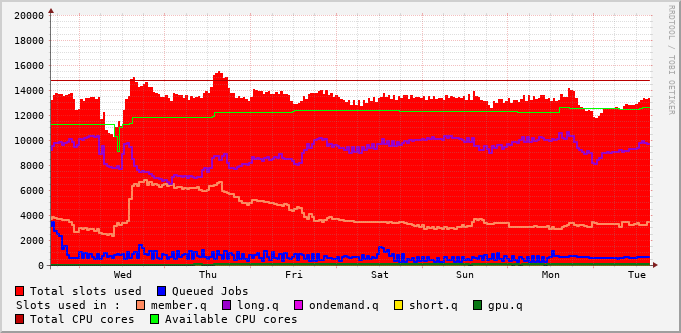 20000
18000
16000
14000
12000
10000
8000
6000
4000
2000
0
Wed Thu Fri Sat Sun Mon Tue
RRDTOOL / TOBI OETIKER
Total slots used Queued Jobs
Slots used in : member.q long.q ondemand.q short.q gpu.q
Total CPU cores Available CPU cores